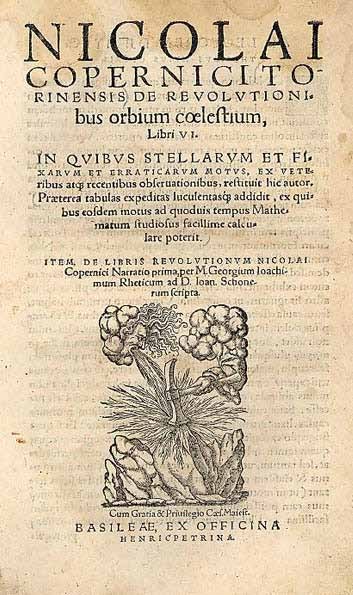 NICOLAI
COPERNICI TO-
RINENSIS DE REVOLVTIONI-
bus orbium cœlestium,
Libri VI.
IN QVIBVS STELLARVM ET FI-
XARVM ET ERRATICARVM MOTVS, EX VETE-
ribus atq; recentibus obseruationibus, restituit hic autor.
Præterea tabulas expeditas luculentasq; addidit, ex qui-
bus eosdem motus ad quoduis tempus Mathe-
matum studiosus facillime calcu-
lare poterit.
ITEM, DE LIBRIS REVOLVTIONVM NICOLAI
Copernici Narratio prima, per M. Georgium Ioachi-
mum Rheticum ad D. Ioan. Schone-
rum scripta.
Cum Gratia & Priuilegio Cæs. Maiest.
BASILEAE, EX OFFICINA
HENRICPETRINA.